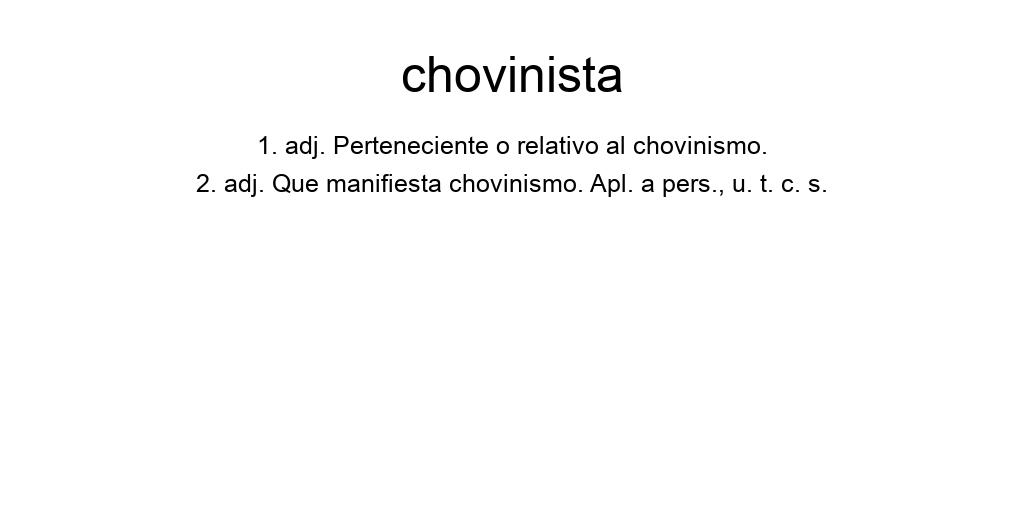 chovinista
1. adj. Perteneciente o relativo al chovinismo.
2. adj. Que manifiesta chovinismo. Apl. a pers., u. t. c. s.